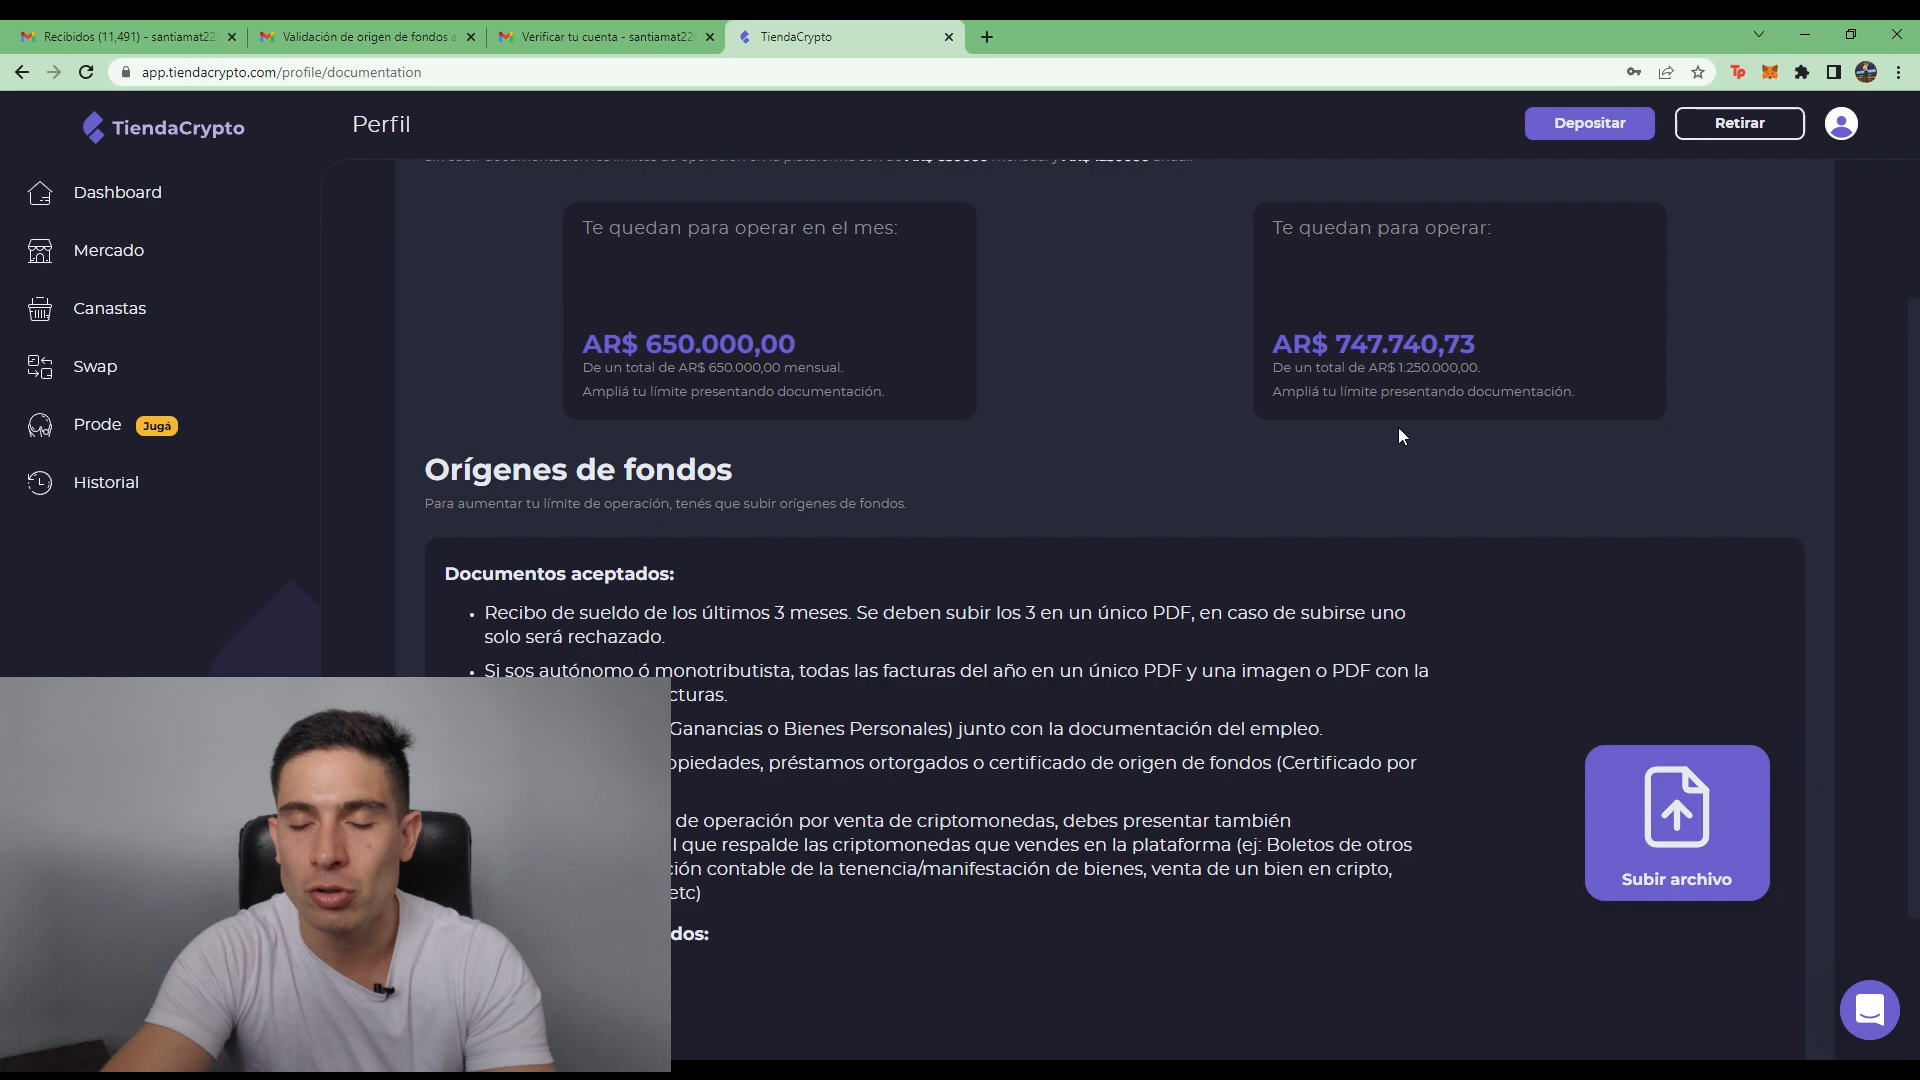 Recibidos (11,491) - santiamat22
Validación de origen de fondos a
Verificar tu cuenta - santiamat22
TiendaCrypto
app.tiendacrypto.com/profile/documentation
TiendaCrypto
Perfil
Depositar
Retirar
Dashboard
Mercado
Canastas
Swap
Prode Jugá
Historial
Te quedan para operar en el mes:
AR$ 650.000,00
De un total de AR$ 650.000,00 mensual.
Ampliá tu límite presentando documentación.
Te quedan para operar:
AR$ 747.740,73
De un total de AR$ 1.250.000,00.
Ampliá tu límite presentando documentación.
Orígenes de fondos
Para aumentar tu límite de operación, tenés que subir orígenes de fondos.
Documentos aceptados:
• Recibo de sueldo de los últimos 3 meses. Se deben subir los 3 en un único PDF, en caso de subirse uno
solo será rechazado.
• Si sos autónomo ó monotributista, todas las facturas del año en un único PDF y una imagen o PDF con la
cturas.
Ganancias o Bienes Personales) junto con la documentación del empleo.
opiedades, préstamos ortorgados o certificado de origen de fondos (Certificado por
de operación por venta de criptomonedas, debes presentar también
l que respalde las criptomonedas que vendes en la plataforma (ej: Boletos de otros
ción contable de la tenencia/manifestación de bienes, venta de un bien en cripto,
etc)
dos:
Subir archivo